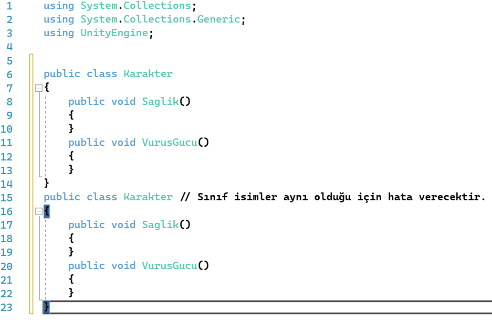 1 using System.Collections;
2 using System.Collections.Generic;
3 using UnityEngine;
4
5
6 public class Karakter
7 {
8 public void Saglik()
9 {
10 }
11 public void VurusGucu()
12 {
13 }
14 }
15 public class Karakter // Sınıf isimler aynı olduğu için hata verecektir.
16 {
17 public void Saglik()
18 {
19 }
20 public void VurusGucu()
21 {
22 }
23 }